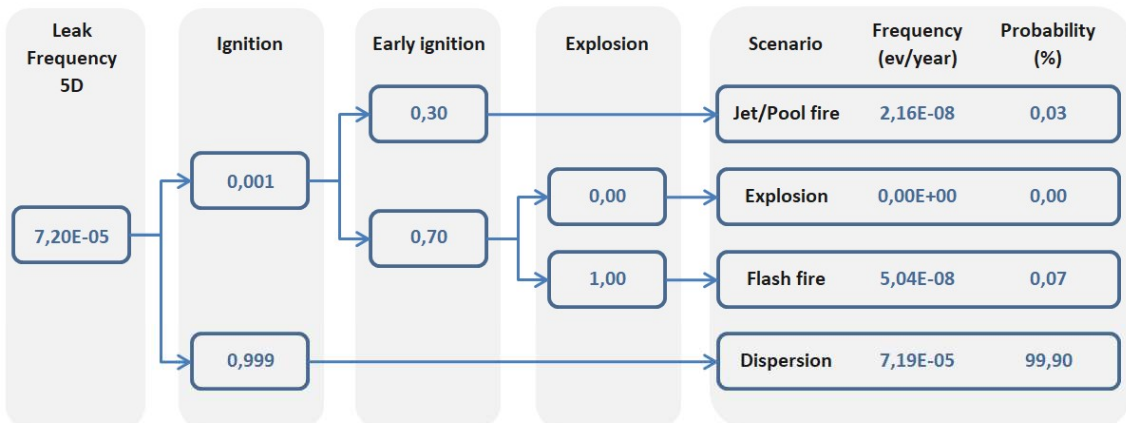 Leak
Frequency
5D
Ignition
Early ignition
Explosion
Scenario
Frequency
(ev/year)
Probability
(%)
0,30
Jet/Pool fire 2,16E-08 0,03
0,001
0,00
Explosion 0,00E+00 0,00
7,20E-05
0,70
1,00
Flash fire 5,04E-08 0,07
0,999
Dispersion 7,19E-05 99,90